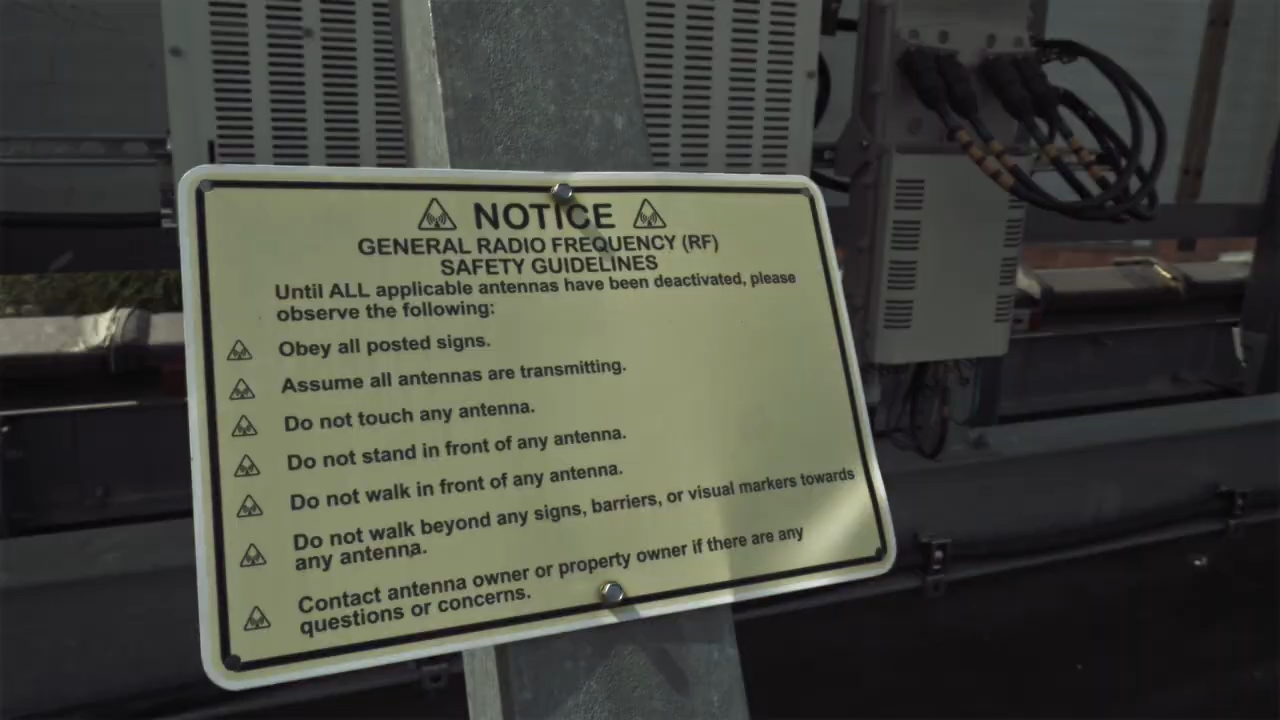 NOTICE
GENERAL RADIO FREQUENCY (RF)
SAFETY GUIDELINES
Until ALL applicable antennas have been deactivated, please
observe the following:
Obey all posted signs.
Assume all antennas are transmitting.
Do not touch any antenna.
Do not stand in front of any antenna.
Do not walk in front of any antenna.
Do not walk beyond any signs, barriers, or visual markers towards
any antenna.
Contact antenna owner or property owner if there are any
questions or concerns.